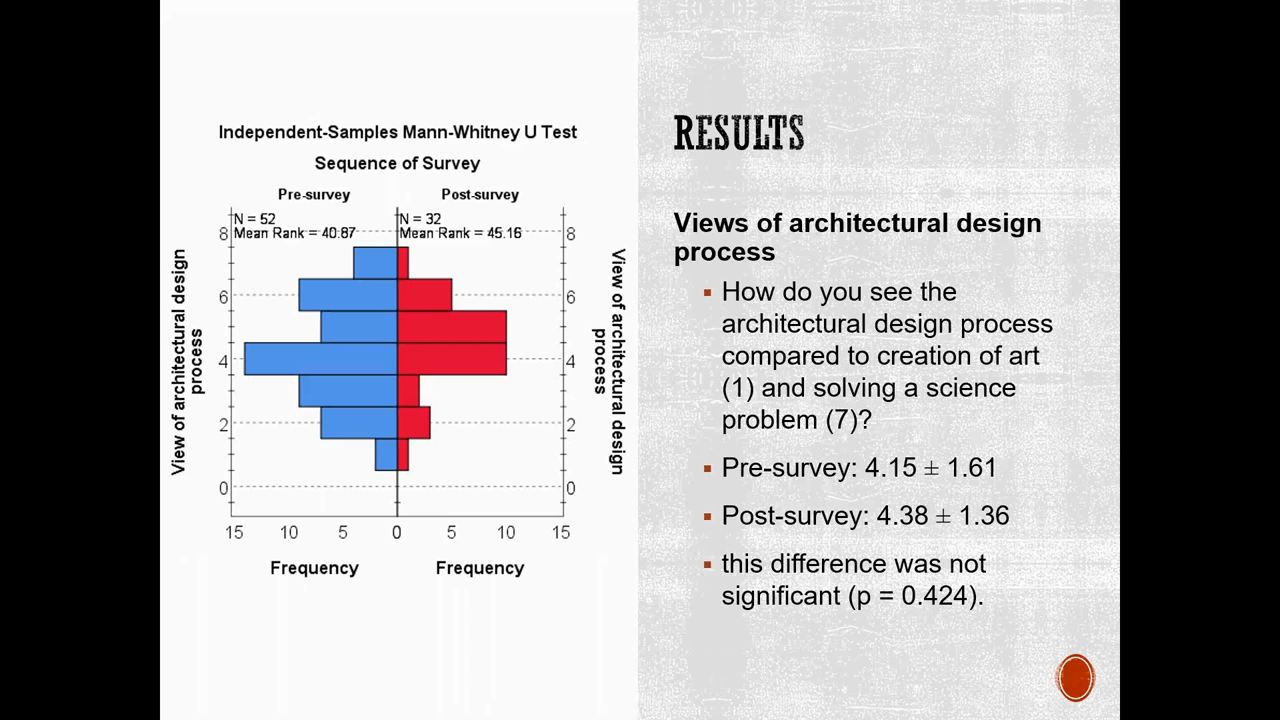 Independent-Samples Mann-Whitney U Test
Sequence of Survey
Pre-survey
Post-survey
N = 52
Mean Rank = 40.87
N = 32
Mean Rank = 45.16
View of architectural design
process
8
6
4
2
0
8
6
4
2
0
View of architectural design
process
15 10 5 0 5 10 15
Frequency
Frequency
RESULTS
Views of architectural design
process
▪ How do you see the
architectural design process
compared to creation of art
(1) and solving a science
problem (7)?
▪ Pre-survey: 4.15 ± 1.61
▪ Post-survey: 4.38 ± 1.36
▪ this difference was not
significant (p = 0.424).